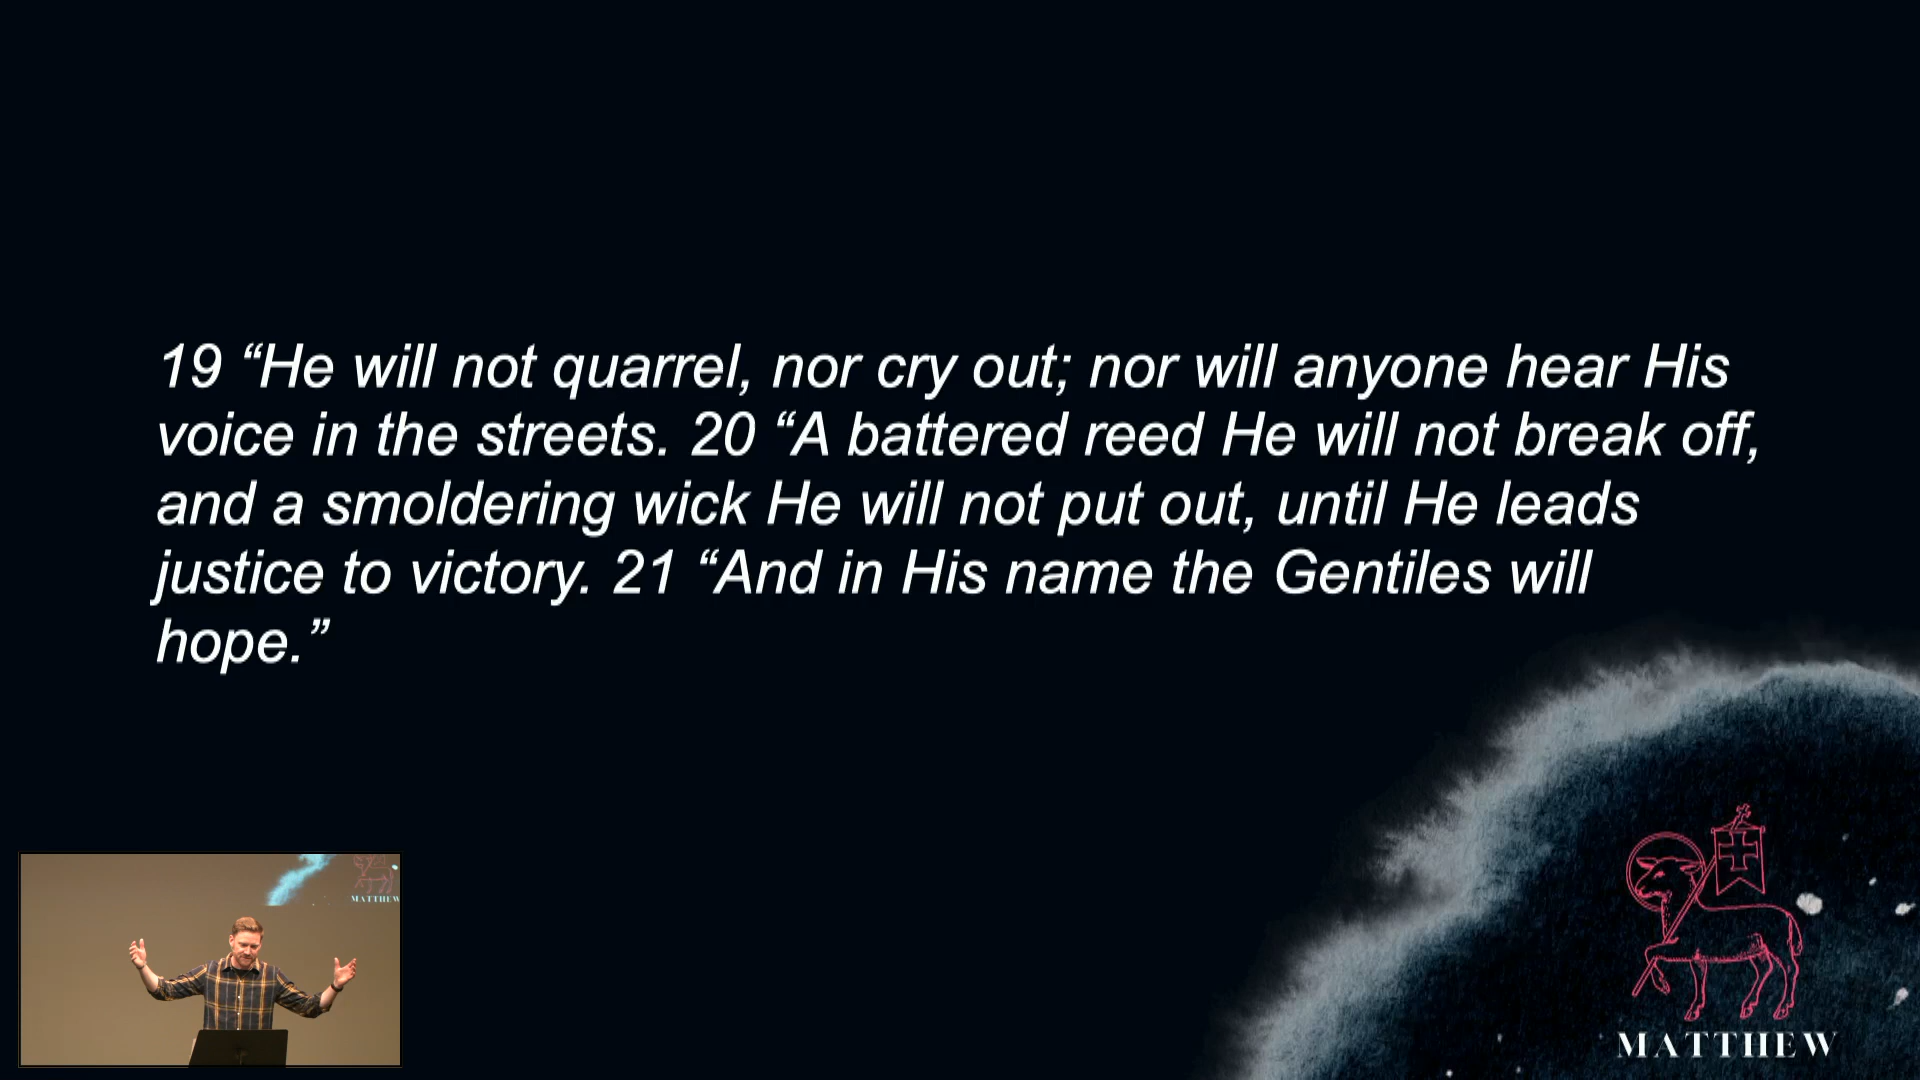 19 “He will not quarrel, nor cry out; nor will anyone hear His
voice in the streets. 20 “A battered reed He will not break off,
and a smoldering wick He will not put out, until He leads
justice to victory. 21 “And in His name the Gentiles will
hope.”
MATTHEW
MATTHEW